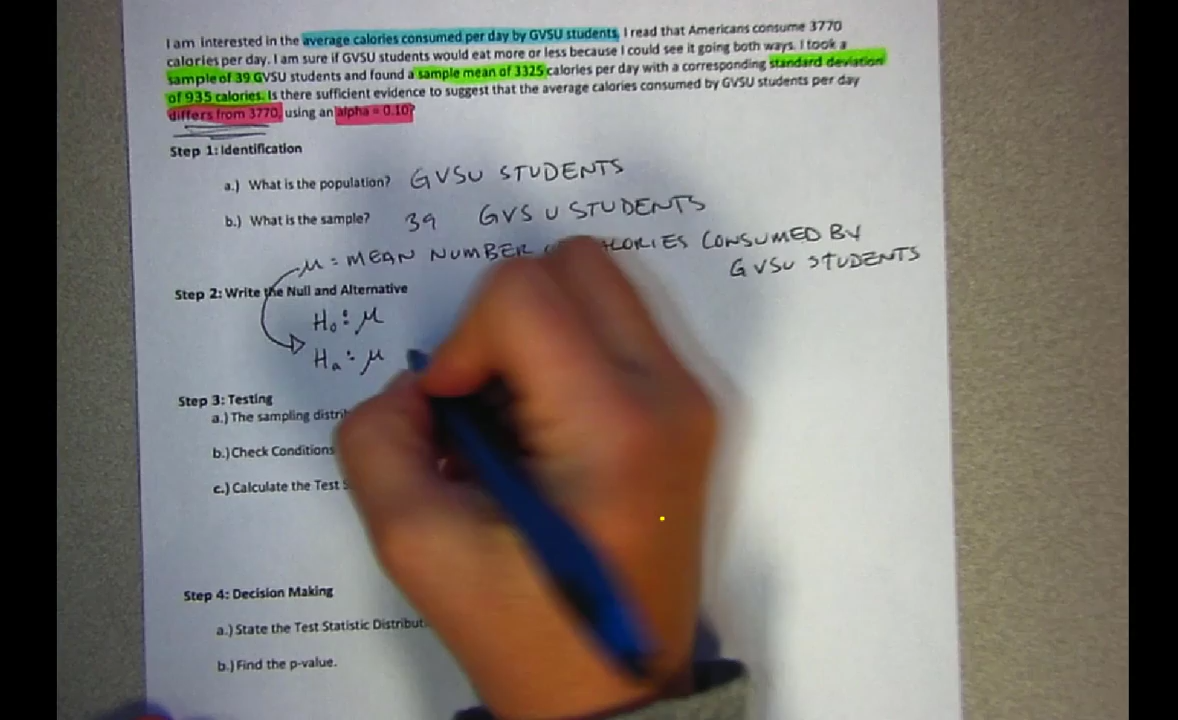 I am interested in the average calories consumed per day by GVSU students. I read that Americans consume 3770
calories per day. I am sure if GVSU students would eat more or less because I could see it going both ways. I took a
sample of 39 GVSU students and found a sample mean of 3325 calories per day with a corresponding standard deviation
of 935 calories. Is there sufficient evidence to suggest that the average calories consumed by GVSU students per day
differs from 3770, using an alpha = 0.10?
Step 1: Identification
a.) What is the population? GVSU STUDENTS
b.) What is the sample? 39 GVSU STUDENTS
μ = MEAN NUMBER CONSUMED BY
GVSU STUDENTS
Step 2: Write the Null and Alternative
H₀: μ
Hₐ: μ
Step 3: Testing
a.) The sampling
b.) Check Conditions
c.) Calculate the Test
Step 4: Decision Making
a.) State the Test Statistic
b.) Find the p-value.